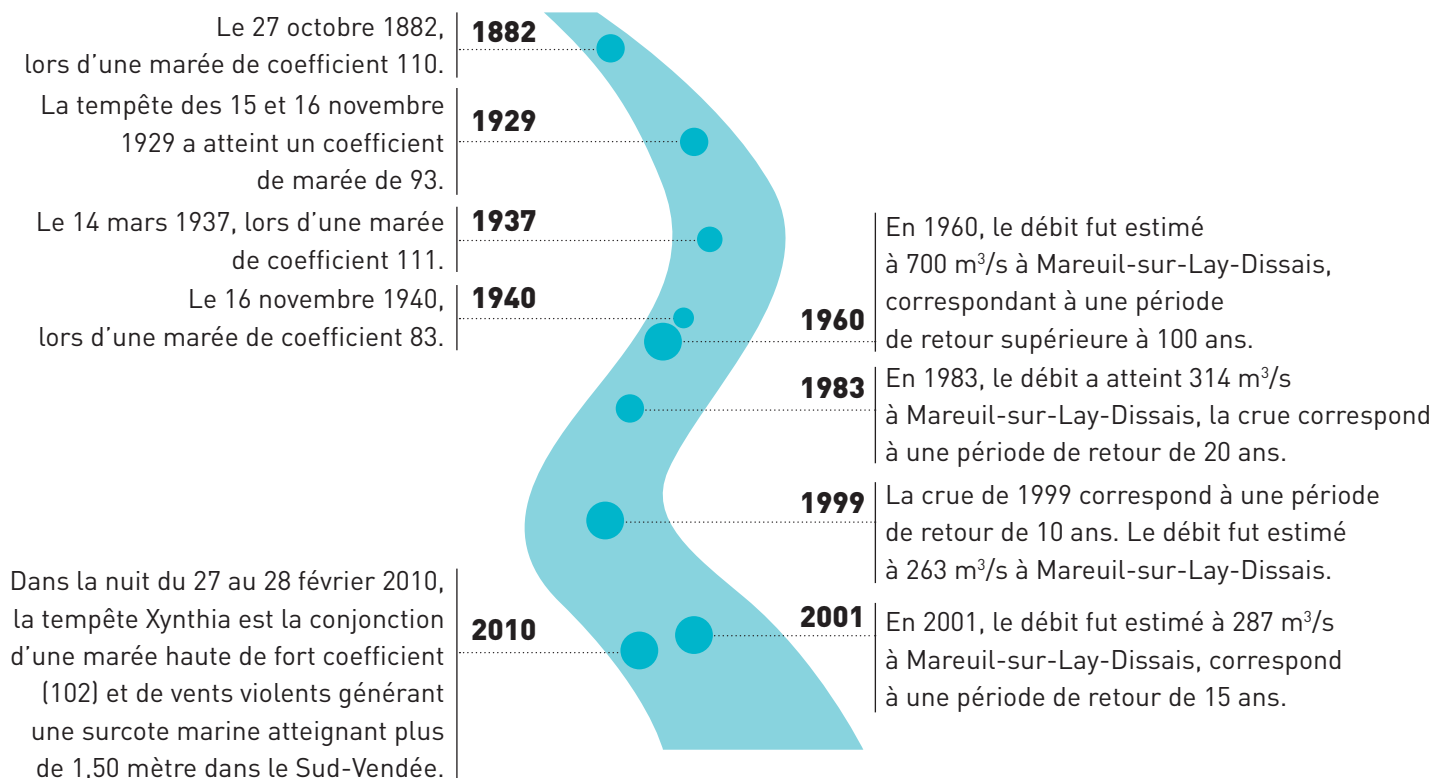 1882
Le 27 octobre 1882,
lors d’une marée de coefficient 110.
1929
La tempête des 15 et 16 novembre
1929 a atteint un coefficient
de marée de 93.
1937
Le 14 mars 1937, lors d’une marée
de coefficient 111.
1940
Le 16 novembre 1940,
lors d’une marée de coefficient 83.
1960
En 1960, le débit fut estimé
à 700 m³/s à Mareuil-sur-Lay-Dissais,
correspondant à une période
de retour supérieure à 100 ans.
1983
En 1983, le débit a atteint 314 m³/s
à Mareuil-sur-Lay-Dissais, la crue correspond
à une période de retour de 20 ans.
1999
La crue de 1999 correspond à une période
de retour de 10 ans. Le débit fut estimé
à 263 m³/s à Mareuil-sur-Lay-Dissais.
2001
En 2001, le débit fut estimé à 287 m³/s
à Mareuil-sur-Lay-Dissais, correspond
à une période de retour de 15 ans.
2010
Dans la nuit du 27 au 28 février 2010,
la tempête Xynthia est la conjonction
d’une marée haute de fort coefficient
(102) et de vents violents générant
une surcote marine atteignant plus
de 1,50 mètre dans le Sud-Vendée.